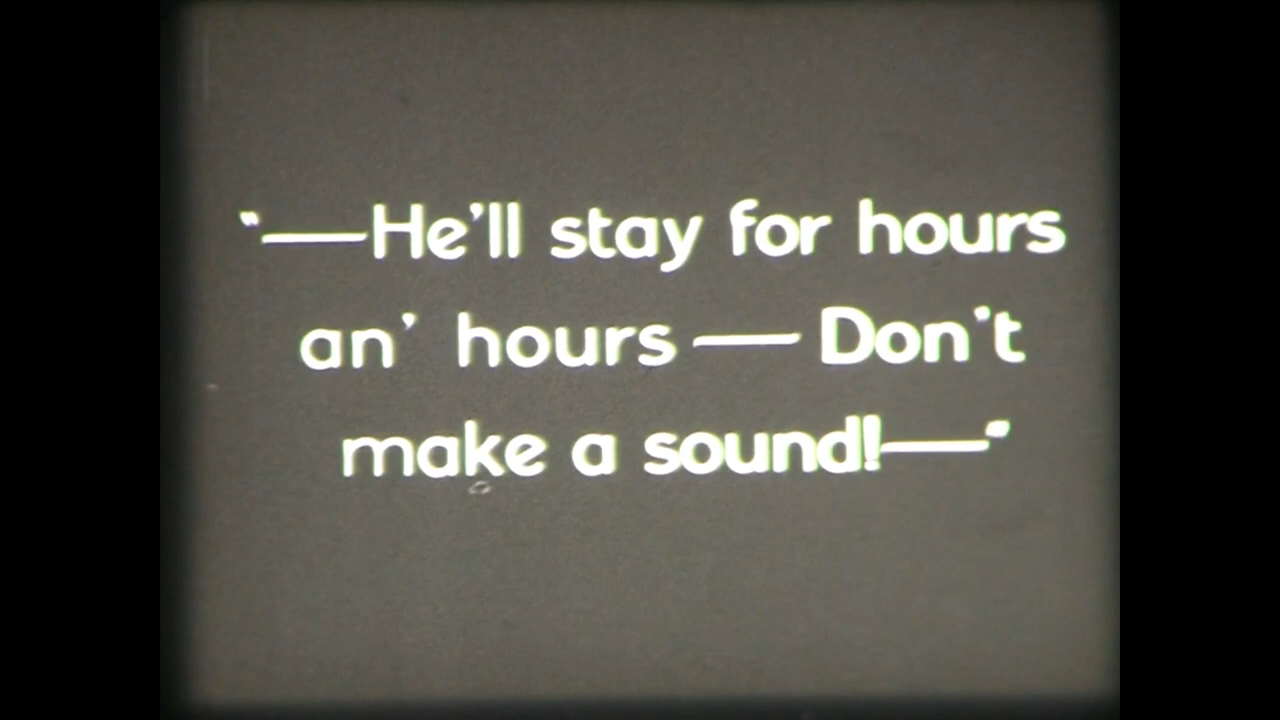 "—He'll stay for hours
an' hours — Don't
make a sound!—"